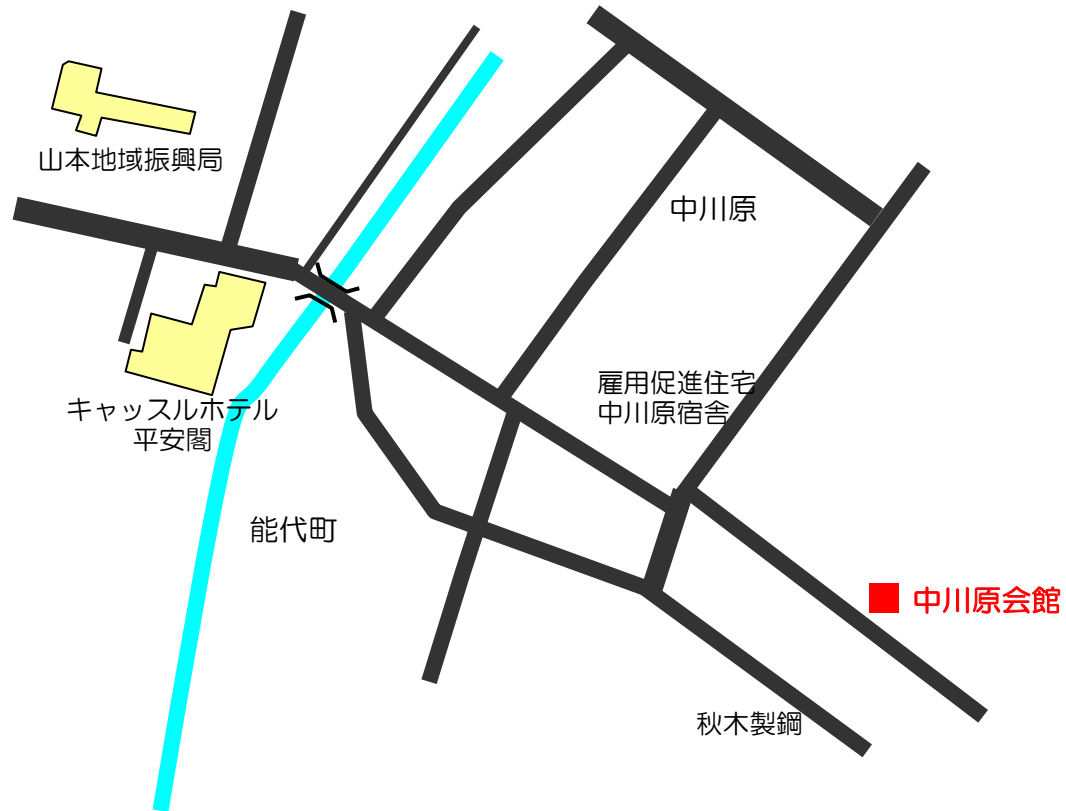 山本地域振興局
中川原
雇用促進住宅
中川原宿舎
キャッスルホテル
平安閣
能代町
中川原会館
秋木製鋼